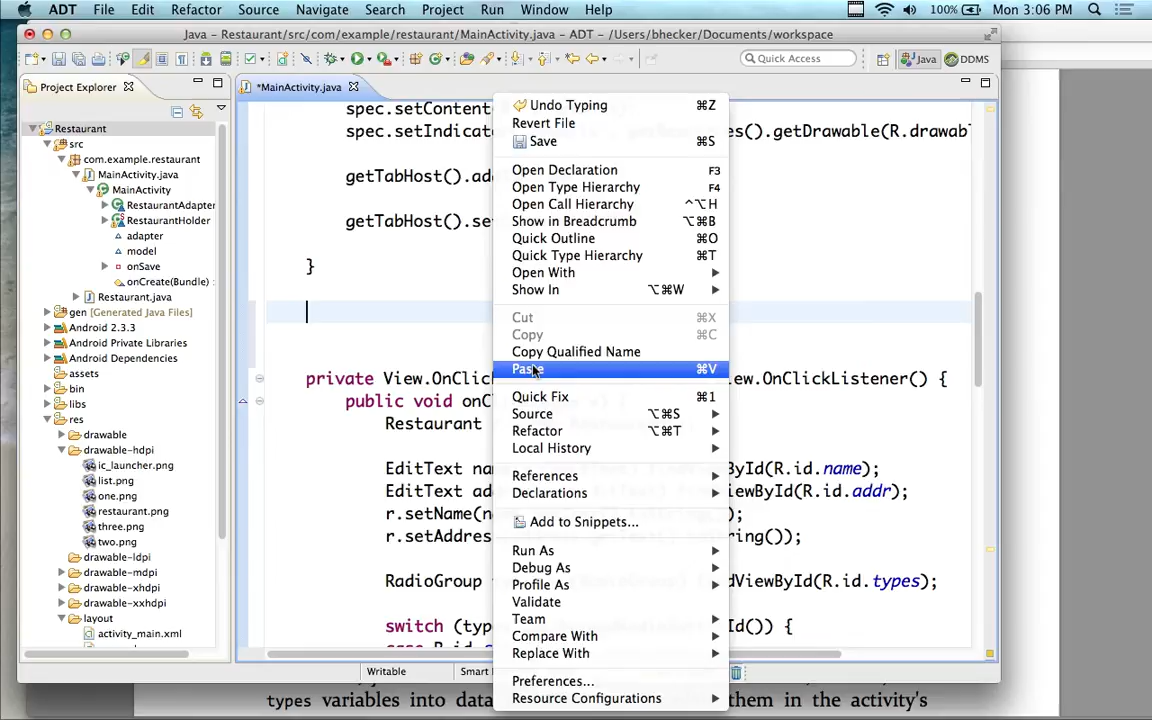 ADT File Edit Refactor Source Navigate Search Project Run Window Help 100% Mon 3:06 PM
Java – Restaurant/src/com/example/restaurant/MainActivity.java – ADT – /Users/bhecker/Documents/workspace
Quick Access Java DDMS
Project Explorer
Restaurant
src
com.example.restaurant
MainActivity.java
MainActivity
RestaurantAdapter
RestaurantHolder
adapter
model
onSave
onCreate(Bundle) :
Restaurant.java
gen [Generated Java Files]
Android 2.3.3
Android Private Libraries
Android Dependencies
assets
bin
libs
res
drawable
drawable-hdpi
ic_launcher.png
list.png
one.png
restaurant.png
three.png
two.png
drawable-ldpi
drawable-mdpi
drawable-xhdpi
drawable-xxhdpi
layout
activity_main.xml
*MainActivity.java
spec.setContent
spec.setIndicat ().getDrawable(R.drawabl
getTabHost().ad
getTabHost().se
}
private View.OnClic ew.OnClickListener() {
public void onC
Restaurant
EditText na ById(R.id.name);
EditText ad iewById(R.id.addr);
r.setName(n );
r.setAddres tring());
RadioGroup dViewById(R.id.types);
switch (typ Id()) {
Undo Typing ⌘Z
Revert File
Save ⌘S
Open Declaration F3
Open Type Hierarchy F4
Open Call Hierarchy ^⌥H
Show in Breadcrumb ⌥⌘B
Quick Outline ⌘O
Quick Type Hierarchy ⌘T
Open With
Show In ⌥⌘W
Cut ⌘X
Copy ⌘C
Copy Qualified Name
Paste ⌘V
Quick Fix ⌘1
Source ⌥⌘S
Refactor ⌥⌘T
Local History
References
Declarations
Add to Snippets...
Run As
Debug As
Profile As
Validate
Team
Compare With
Replace With
Preferences...
Resource Configurations
Writable Smart
types variables into data them in the activity's